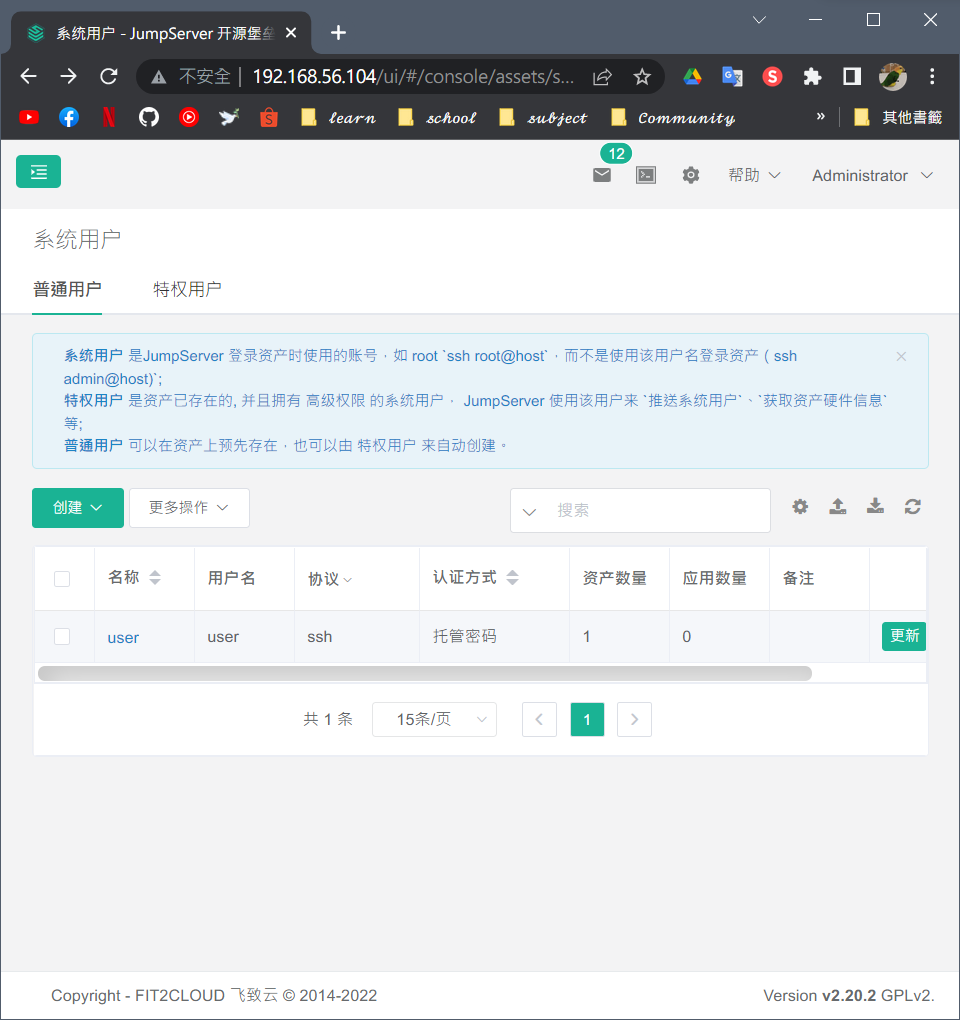 系统用户 - JumpServer 开源堡垒
不安全 | 192.168.56.104/ui/#/console/assets/s...
learn school subject Community » 其他書籤
12
帮助 Administrator
系统用户
普通用户 特权用户
系统用户 是JumpServer 登录资产时使用的账号，如 root `ssh root@host`，而不是使用该用户名登录资产（ssh
admin@host)`;
特权用户 是资产已存在的, 并且拥有 高级权限 的系统用户， JumpServer 使用该用户来 `推送系统用户`、`获取资产硬件信息`
等;
普通用户 可以在资产上预先存在，也可以由 特权用户 来自动创建。
创建 更多操作 搜索
名称 用户名 协议 认证方式 资产数量 应用数量 备注
user user ssh 托管密码 1 0 更新
共 1 条 15条/页 1
Copyright - FIT2CLOUD 飞致云 © 2014-2022 Version v2.20.2 GPLv2.